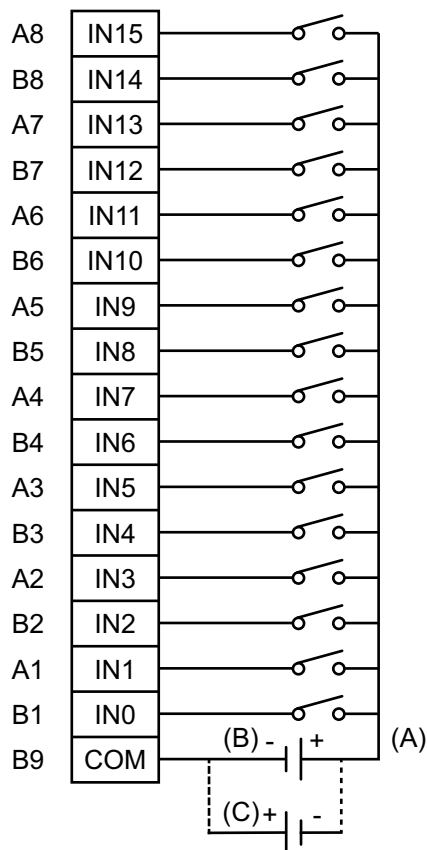 A8 IN15
B8 IN14
A7 IN13
B7 IN12
A6 IN11
B6 IN10
A5 IN9
B5 IN8
A4 IN7
B4 IN6
A3 IN5
B3 IN4
A2 IN3
B2 IN2
A1 IN1
B1 IN0
B9 COM (B) - + (A)
(C) + -